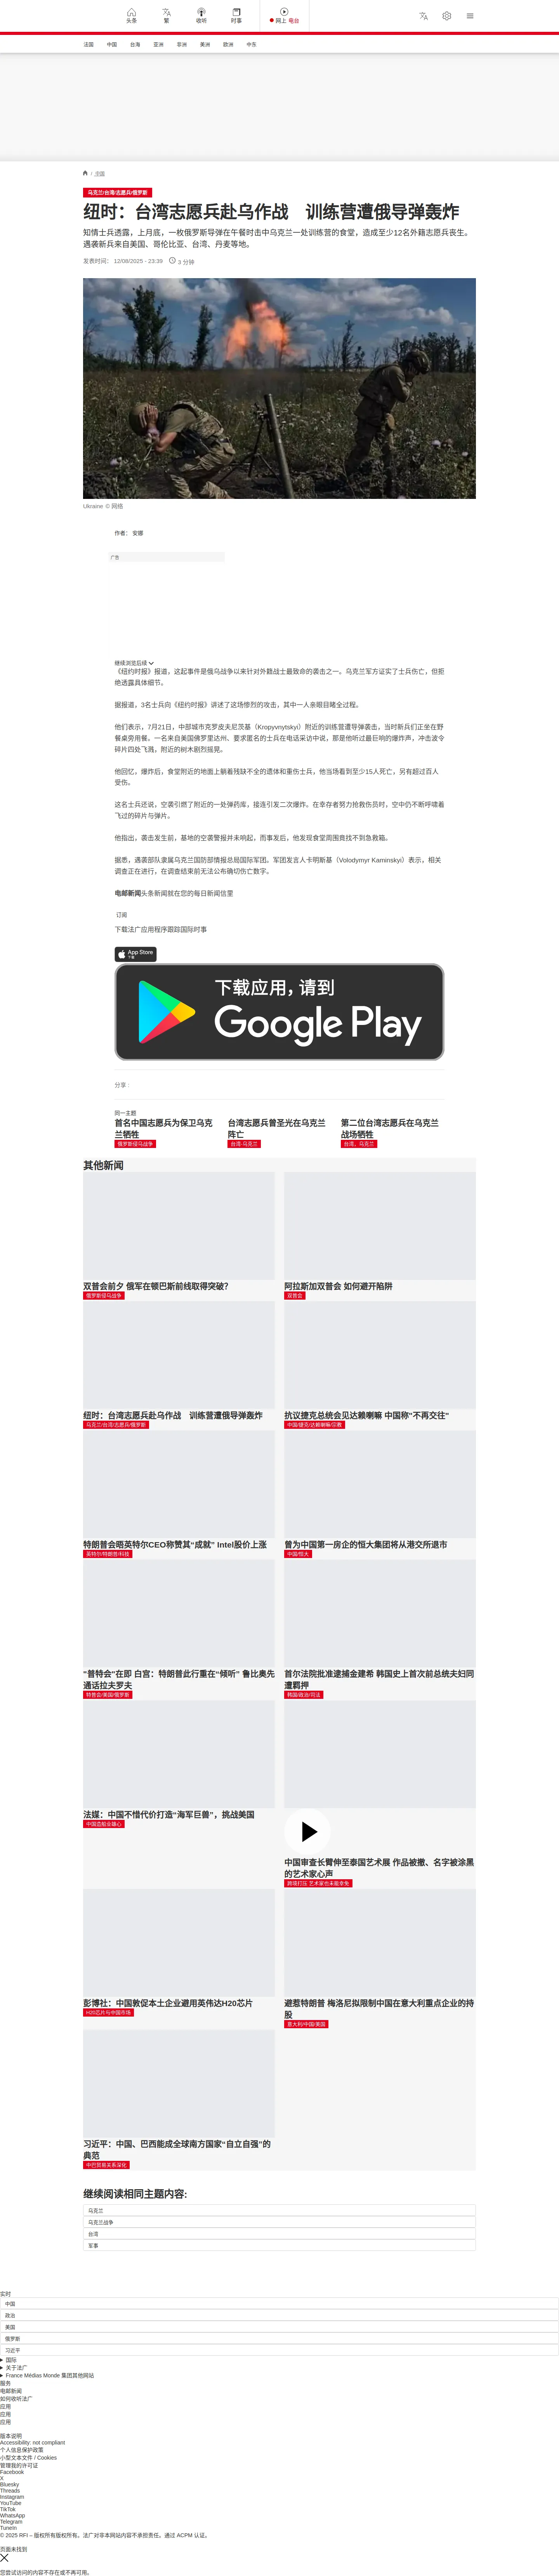 头条
繁
收听
时事
网上 电台
法国
中国
台海
亚洲
非洲
美洲
欧洲
中东
/ 中国
乌克兰/台湾/志愿兵/俄罗斯
纽时：台湾志愿兵赴乌作战　训练营遭俄导弹轰炸
知情士兵透露，上月底，一枚俄罗斯导弹在午餐时击中乌克兰一处训练营的食堂，造成至少12名外籍志愿兵丧生。
遇袭新兵来自美国、哥伦比亚、台湾、丹麦等地。
发表时间： 12/08/2025 - 23:39
3 分钟
Ukraine © 网络
作者： 安娜
广告
继续浏览后续
《纽约时报》报道，这起事件是俄乌战争以来针对外籍战士最致命的袭击之一。乌克兰军方证实了士兵伤亡，但拒
绝透露具体细节。
据报道，3名士兵向《纽约时报》讲述了这场惨烈的攻击，其中一人亲眼目睹全过程。
他们表示，7月21日，中部城市克罗皮夫尼茨基（Kropyvnytskyi）附近的训练营遭导弹袭击，当时新兵们正坐在野
餐桌旁用餐。一名来自美国佛罗里达州、要求匿名的士兵在电话采访中说，那是他听过最巨响的爆炸声，冲击波令
碎片四处飞溅，附近的树木剧烈摇晃。
他回忆，爆炸后，食堂附近的地面上躺着残缺不全的遗体和重伤士兵，他当场看到至少15人死亡，另有超过百人
受伤。
这名士兵还说，空袭引燃了附近的一处弹药库，接连引发二次爆炸。在幸存者努力抢救伤员时，空中仍不断呼啸着
飞过的碎片与弹片。
他指出，袭击发生前，基地的空袭警报并未响起，而事发后，他发现食堂周围竟找不到急救箱。
据悉，遇袭部队隶属乌克兰国防部情报总局国际军团。军团发言人卡明斯基（Volodymyr Kaminskyi）表示，相关
调查正在进行，在调查结束前无法公布确切伤亡数字。
电邮新闻头条新闻就在您的每日新闻信里
订阅
下载法广应用程序跟踪国际时事
App Store
下载
下载应用，请到
Google Play
分享 :
同一主题
首名中国志愿兵为保卫乌克
兰牺牲
俄罗斯侵乌战争
台湾志愿兵曾圣光在乌克兰
阵亡
台湾-乌克兰
第二位台湾志愿兵在乌克兰
战场牺牲
台湾、乌克兰
其他新闻
双普会前夕 俄军在顿巴斯前线取得突破？
俄罗斯侵乌战争
阿拉斯加双普会 如何避开陷阱
双普会
纽时：台湾志愿兵赴乌作战　训练营遭俄导弹轰炸
乌克兰/台湾/志愿兵/俄罗斯
抗议捷克总统会见达赖喇嘛 中国称"不再交往"
中国/捷克/达赖喇嘛/宗教
特朗普会晤英特尔CEO称赞其“成就” Intel股价上涨
英特尔/特朗普/科技
曾为中国第一房企的恒大集团将从港交所退市
中国/恒大
"普特会"在即 白宫：特朗普此行重在“倾听” 鲁比奥先
通话拉夫罗夫
特普会/美国/俄罗斯
首尔法院批准逮捕金建希 韩国史上首次前总统夫妇同
遭羁押
韩国/政治/司法
法媒：中国不惜代价打造“海军巨兽”，挑战美国
中国造船业雄心
中国审查长臂伸至泰国艺术展 作品被撤、名字被涂黑
的艺术家心声
跨境打压 艺术家也未能幸免
彭博社：中国敦促本土企业避用英伟达H20芯片
H20芯片与中国市场
避惹特朗普 梅洛尼拟限制中国在意大利重点企业的持
股
意大利/中国/美国
习近平：中国、巴西能成全球南方国家“自立自强”的
典范
中巴贸易关系深化
继续阅读相同主题内容:
乌克兰
乌克兰战争
台湾
军事
实时
中国
政治
美国
俄罗斯
习近平
国际
关于法广
France Médias Monde 集团其他网站
服务
电邮新闻
如何收听法广
应用
应用
应用
版本说明
Accessibility: not compliant
个人信息保护政策
小型文本文件 / Cookies
管理我的许可证
Facebook
X
Bluesky
Threads
Instagram
YouTube
TikTok
WhatsApp
Telegram
TuneIn
© 2025 RFI – 版权所有版权所有。法广对非本网站内容不承担责任。通过 ACPM 认证。
页面未找到
您尝试访问的内容不存在或不再可用。